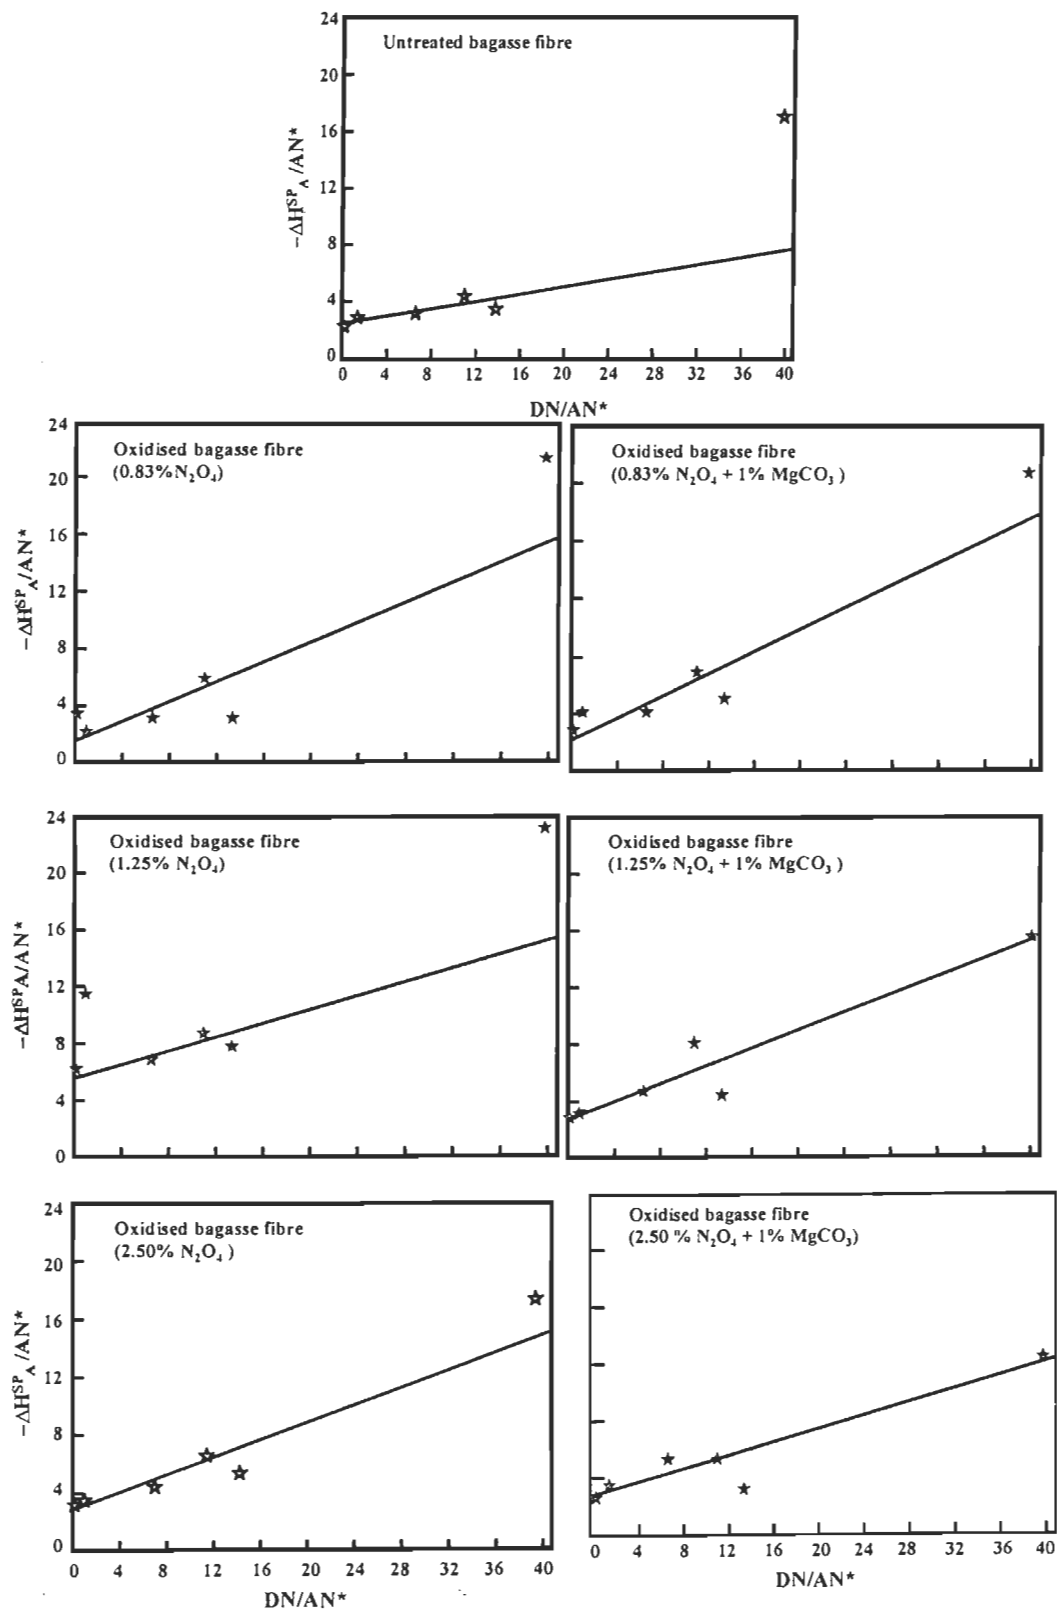 24
Untreated bagasse fibre
20
16
12
8
4
0
−ΔH^SP_A/AN*
0 4 8 12 16 20 24 28 32 36 40
DN/AN*
24
Oxidised bagasse fibre
(0.83%N₂O₄)
20
16
12
8
4
0
−ΔH^SP_A/AN*
Oxidised bagasse fibre
(0.83% N₂O₄ + 1% MgCO₃ )
24
Oxidised bagasse fibre
(1.25% N₂O₄)
20
16
12
8
4
0
−ΔH^SPA/AN*
Oxidised bagasse fibre
(1.25% N₂O₄ + 1% MgCO₃ )
24
Oxidised bagasse fibre
(2.50% N₂O₄ )
20
16
12
8
4
0
−ΔH^SP_A/AN*
0 4 8 12 16 20 24 28 32 36 40
DN/AN*
Oxidised bagasse fibre
(2.50 % N₂O₄ + 1% MgCO₃)
0 4 8 12 16 20 24 28 32 36 40
DN/AN*